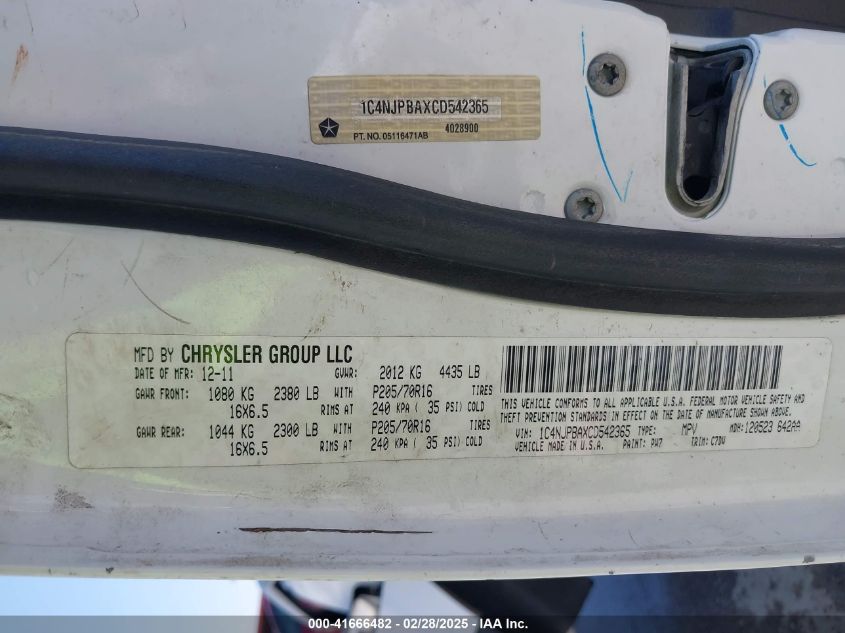 1C4NJPBAXCD542365
4028900
PT. NO. 05116471AB
MFD BY CHRYSLER GROUP LLC
DATE OF MFR: 12-11 GVWR: 2012 KG 4435 LB
GAWR FRONT: 1080 KG 2380 LB WITH P205/70R16 TIRES
16X6.5 RIMS AT 240 KPA ( 35 PSI) COLD
GAWR REAR: 1044 KG 2300 LB WITH P205/70R16 TIRES
16X6.5 RIMS AT 240 KPA ( 35 PSI) COLD
THIS VEHICLE CONFORMS TO ALL APPLICABLE U.S.A. FEDERAL MOTOR VEHICLE SAFETY AND
THEFT PREVENTION STANDARDS IN EFFECT ON THE DATE OF MANUFACTURE SHOWN ABOVE.
VIN: 1C4NJPBAXCD542365 TYPE: MPV MDH: 120523 642AA
VEHICLE MADE IN U.S.A. PAINT: PW7 TRIM: C7DV
000-41666482 - 02/28/2025 - IAA Inc.